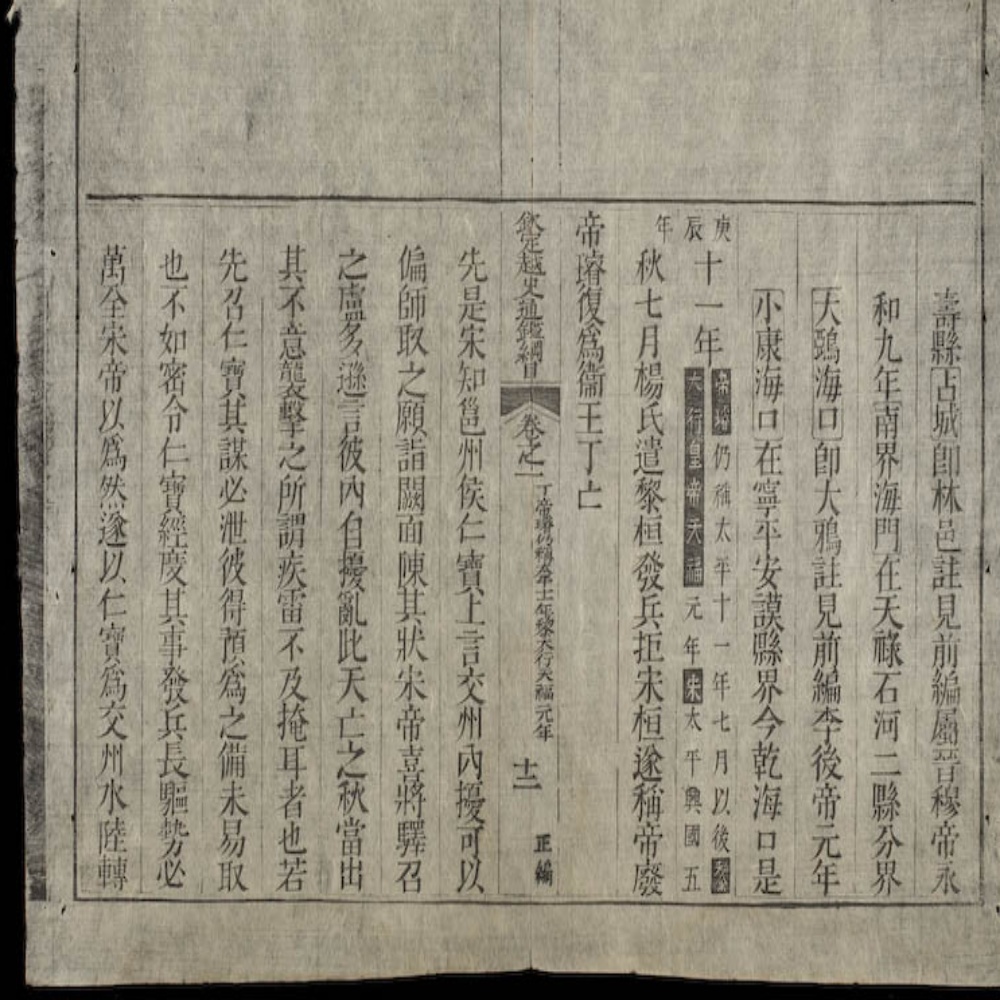 壽縣占城卽林邑註見前編屬晉穆帝永
和九年南界海門在天祿石河二縣分界
大鵶海口卽大鴉註見前編李後帝元年
小康海口在寧平安謨縣界今乾海口是
庚辰十一年帝璿仍稱太平十一年七月以後黎
大行皇帝天福元年宋太平興國五
年
秋七月楊氏遣黎桓發兵拒宋桓遂稱帝廢
帝璿復爲衞王丁亡
欽定越史通鑑綱目 卷之一 丁帝璿仍稱太平十一年黎大行天福元年 十二 正編
先是宋知邕州侯仁寶上言交州內擾可以
偏師取之願詣闕面陳其狀宋帝喜將驛召
之盧多遜言彼內自擾亂此天亡之秋當出
其不意襲擊之所謂疾雷不及掩耳者也若
先召仁寶其謀必泄彼得預爲之備未易取
也不如密令仁寶經度其事發兵長驅勢必
萬全宋帝以爲然遂以仁寶爲交州水陸轉